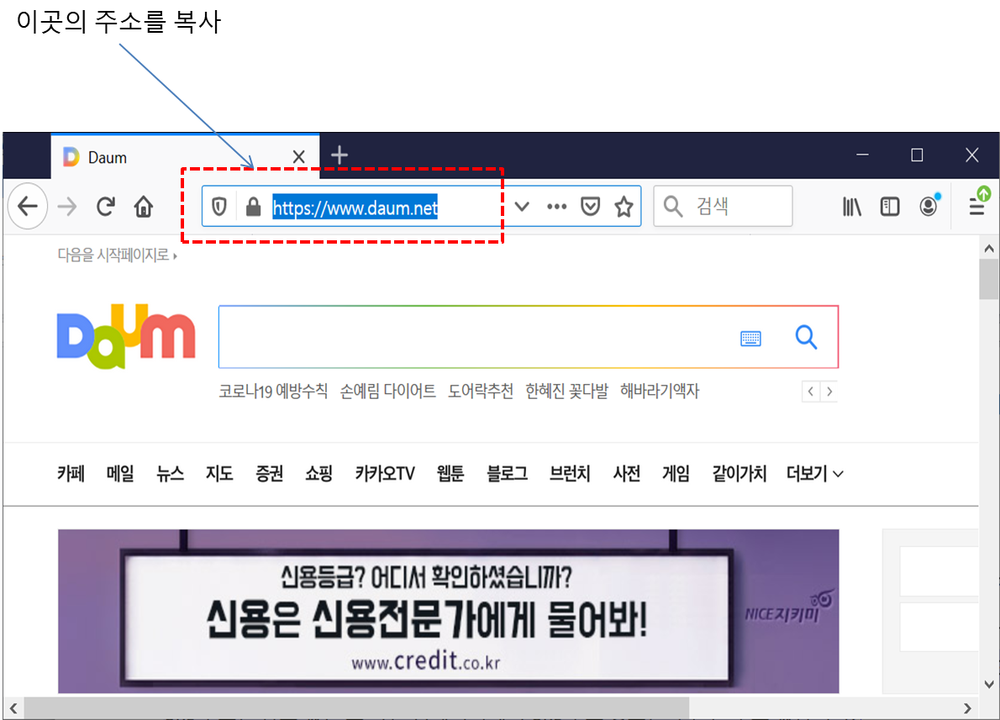 이곳의 주소를 복사
Daum
https://www.daum.net
검색
다음을 시작페이지로
Daum
코로나19 예방수칙 손예림 다이어트 도어락추천 한혜진 꽃다발 해바라기액자
카페 메일 뉴스 지도 증권 쇼핑 카카오TV 웹툰 블로그 브런치 사전 게임 같이가치 더보기
신용등급? 어디서 확인하셨습니까?
신용은 신용전문가에게 물어봐!
NICE지키미
www.credit.co.kr